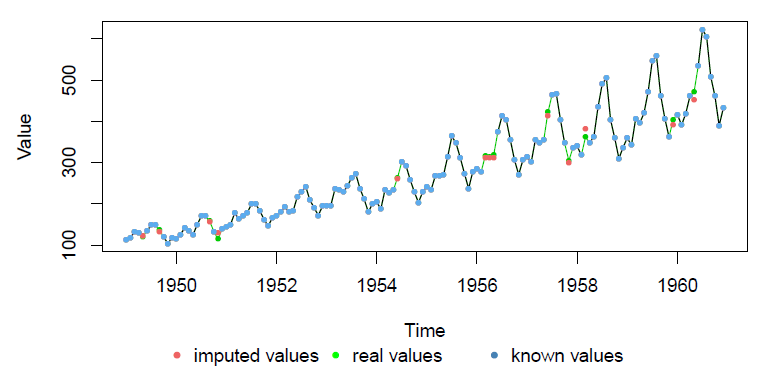 Value
500
300
100
1950 1952 1954 1956 1958 1960
Time
imputed values real values known values